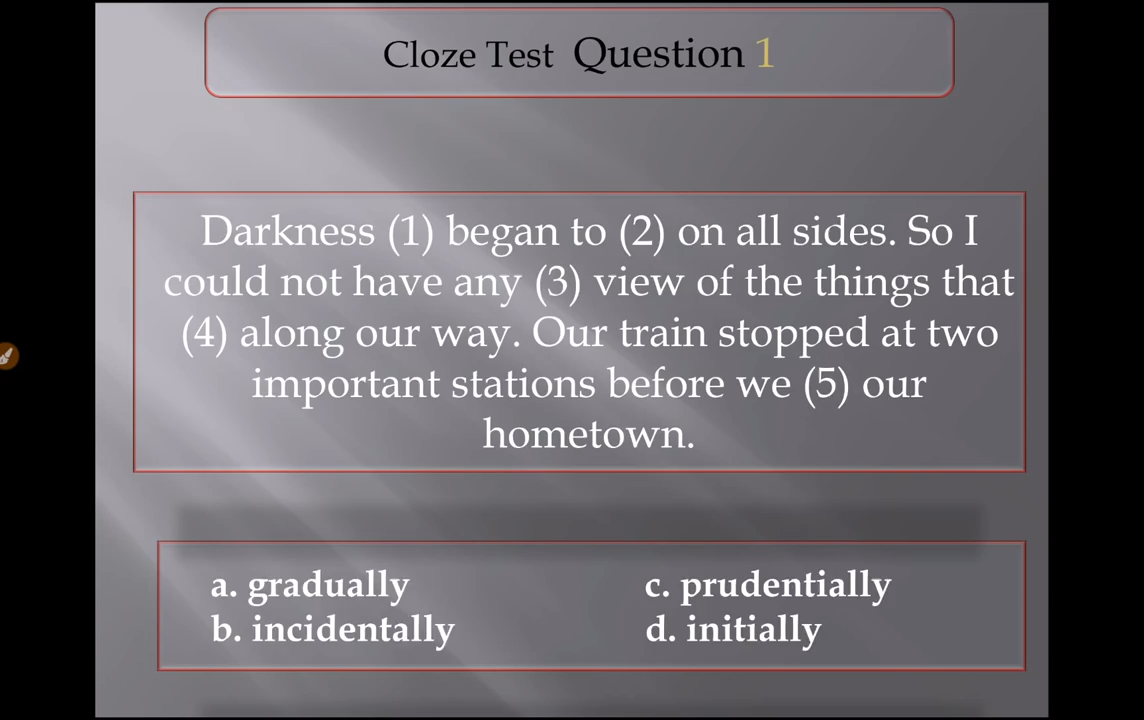 Cloze Test Question 1
Darkness (1) began to (2) on all sides. So I
could not have any (3) view of the things that
(4) along our way. Our train stopped at two
important stations before we (5) our
hometown.
a. gradually c. prudentially
b. incidentally d. initially